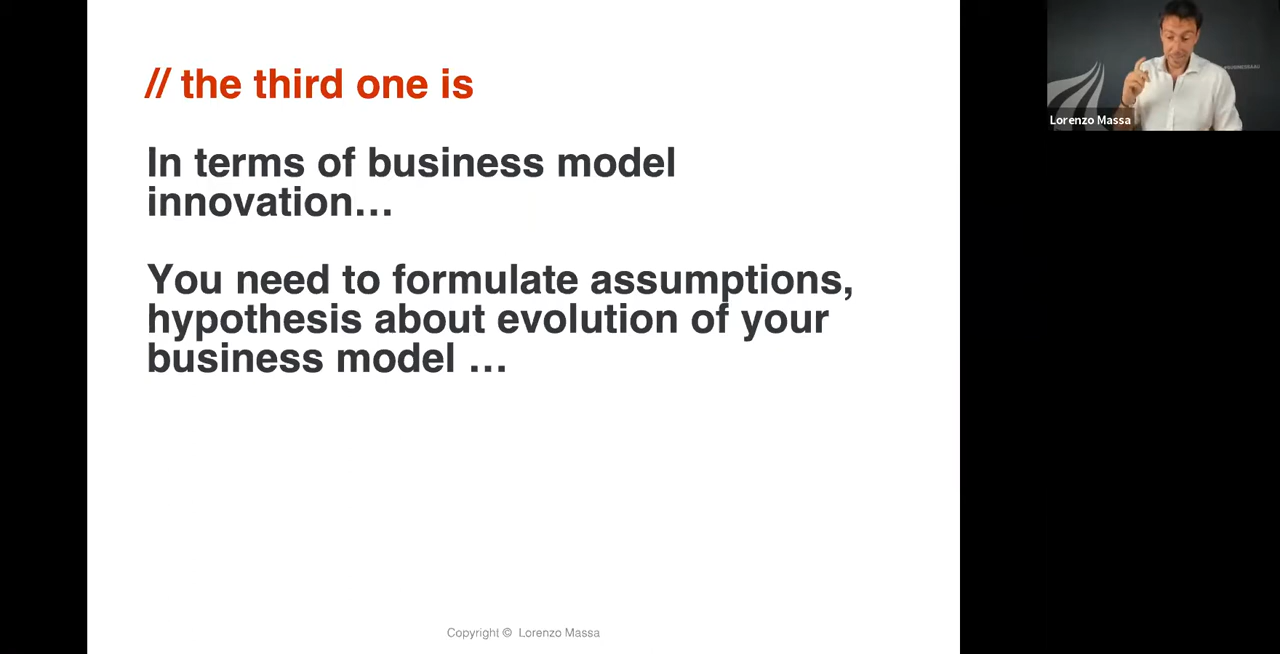 // the third one is
In terms of business model
innovation…
You need to formulate assumptions,
hypothesis about evolution of your
business model …
Copyright © Lorenzo Massa
Lorenzo Massa